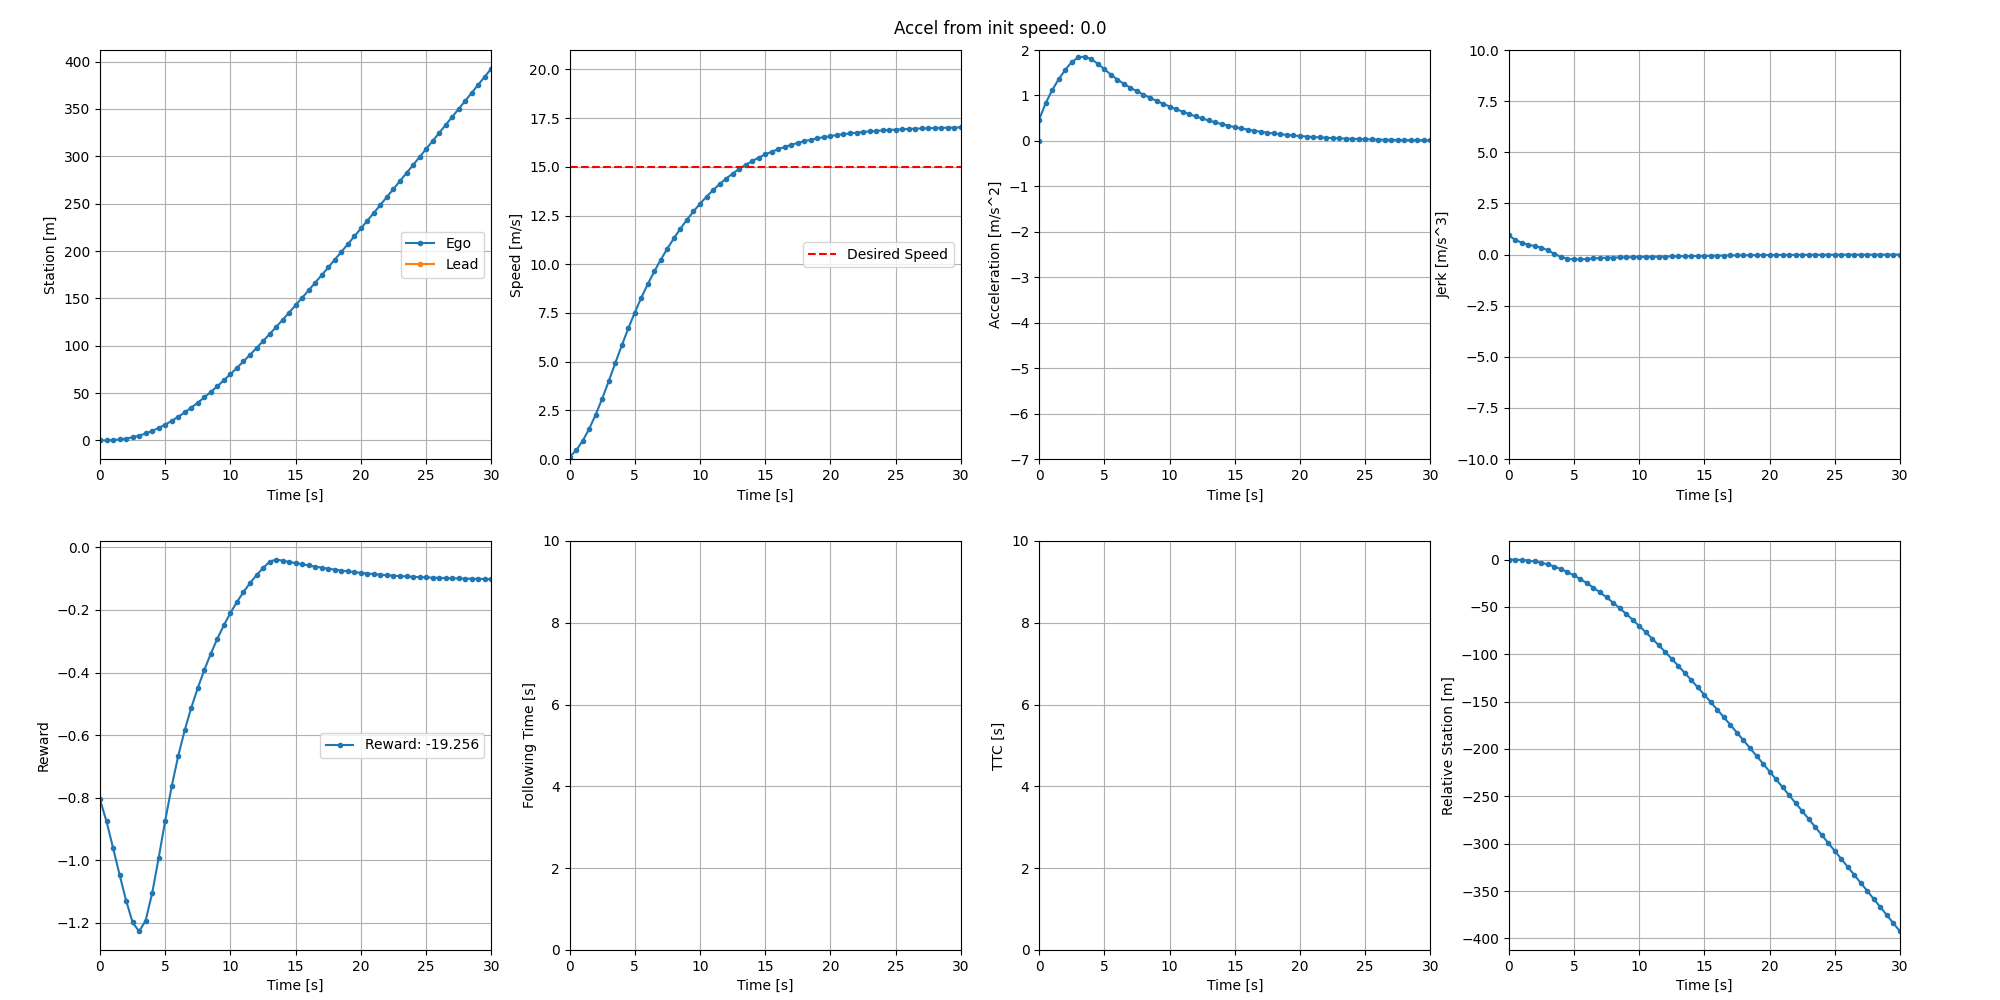 Accel from init speed: 0.0
Station [m]
400
350
300
250
200
150
100
50
0
Ego
Lead
0 5 10 15 20 25 30
Time [s]
Speed [m/s]
20.0
17.5
15.0
12.5
10.0
7.5
5.0
2.5
0.0
Desired Speed
0 5 10 15 20 25 30
Time [s]
Acceleration [m/s^2]
2
1
0
−1
−2
−3
−4
−5
−6
−7
0 5 10 15 20 25 30
Time [s]
Jerk [m/s^3]
10.0
7.5
5.0
2.5
0.0
−2.5
−5.0
−7.5
−10.0
0 5 10 15 20 25 30
Time [s]
Reward
0.0
−0.2
−0.4
−0.6
−0.8
−1.0
−1.2
Reward: -19.256
0 5 10 15 20 25 30
Time [s]
Following Time [s]
10
8
6
4
2
0
0 5 10 15 20 25 30
Time [s]
TTC [s]
10
8
6
4
2
0
0 5 10 15 20 25 30
Time [s]
Relative Station [m]
0
−50
−100
−150
−200
−250
−300
−350
−400
0 5 10 15 20 25 30
Time [s]